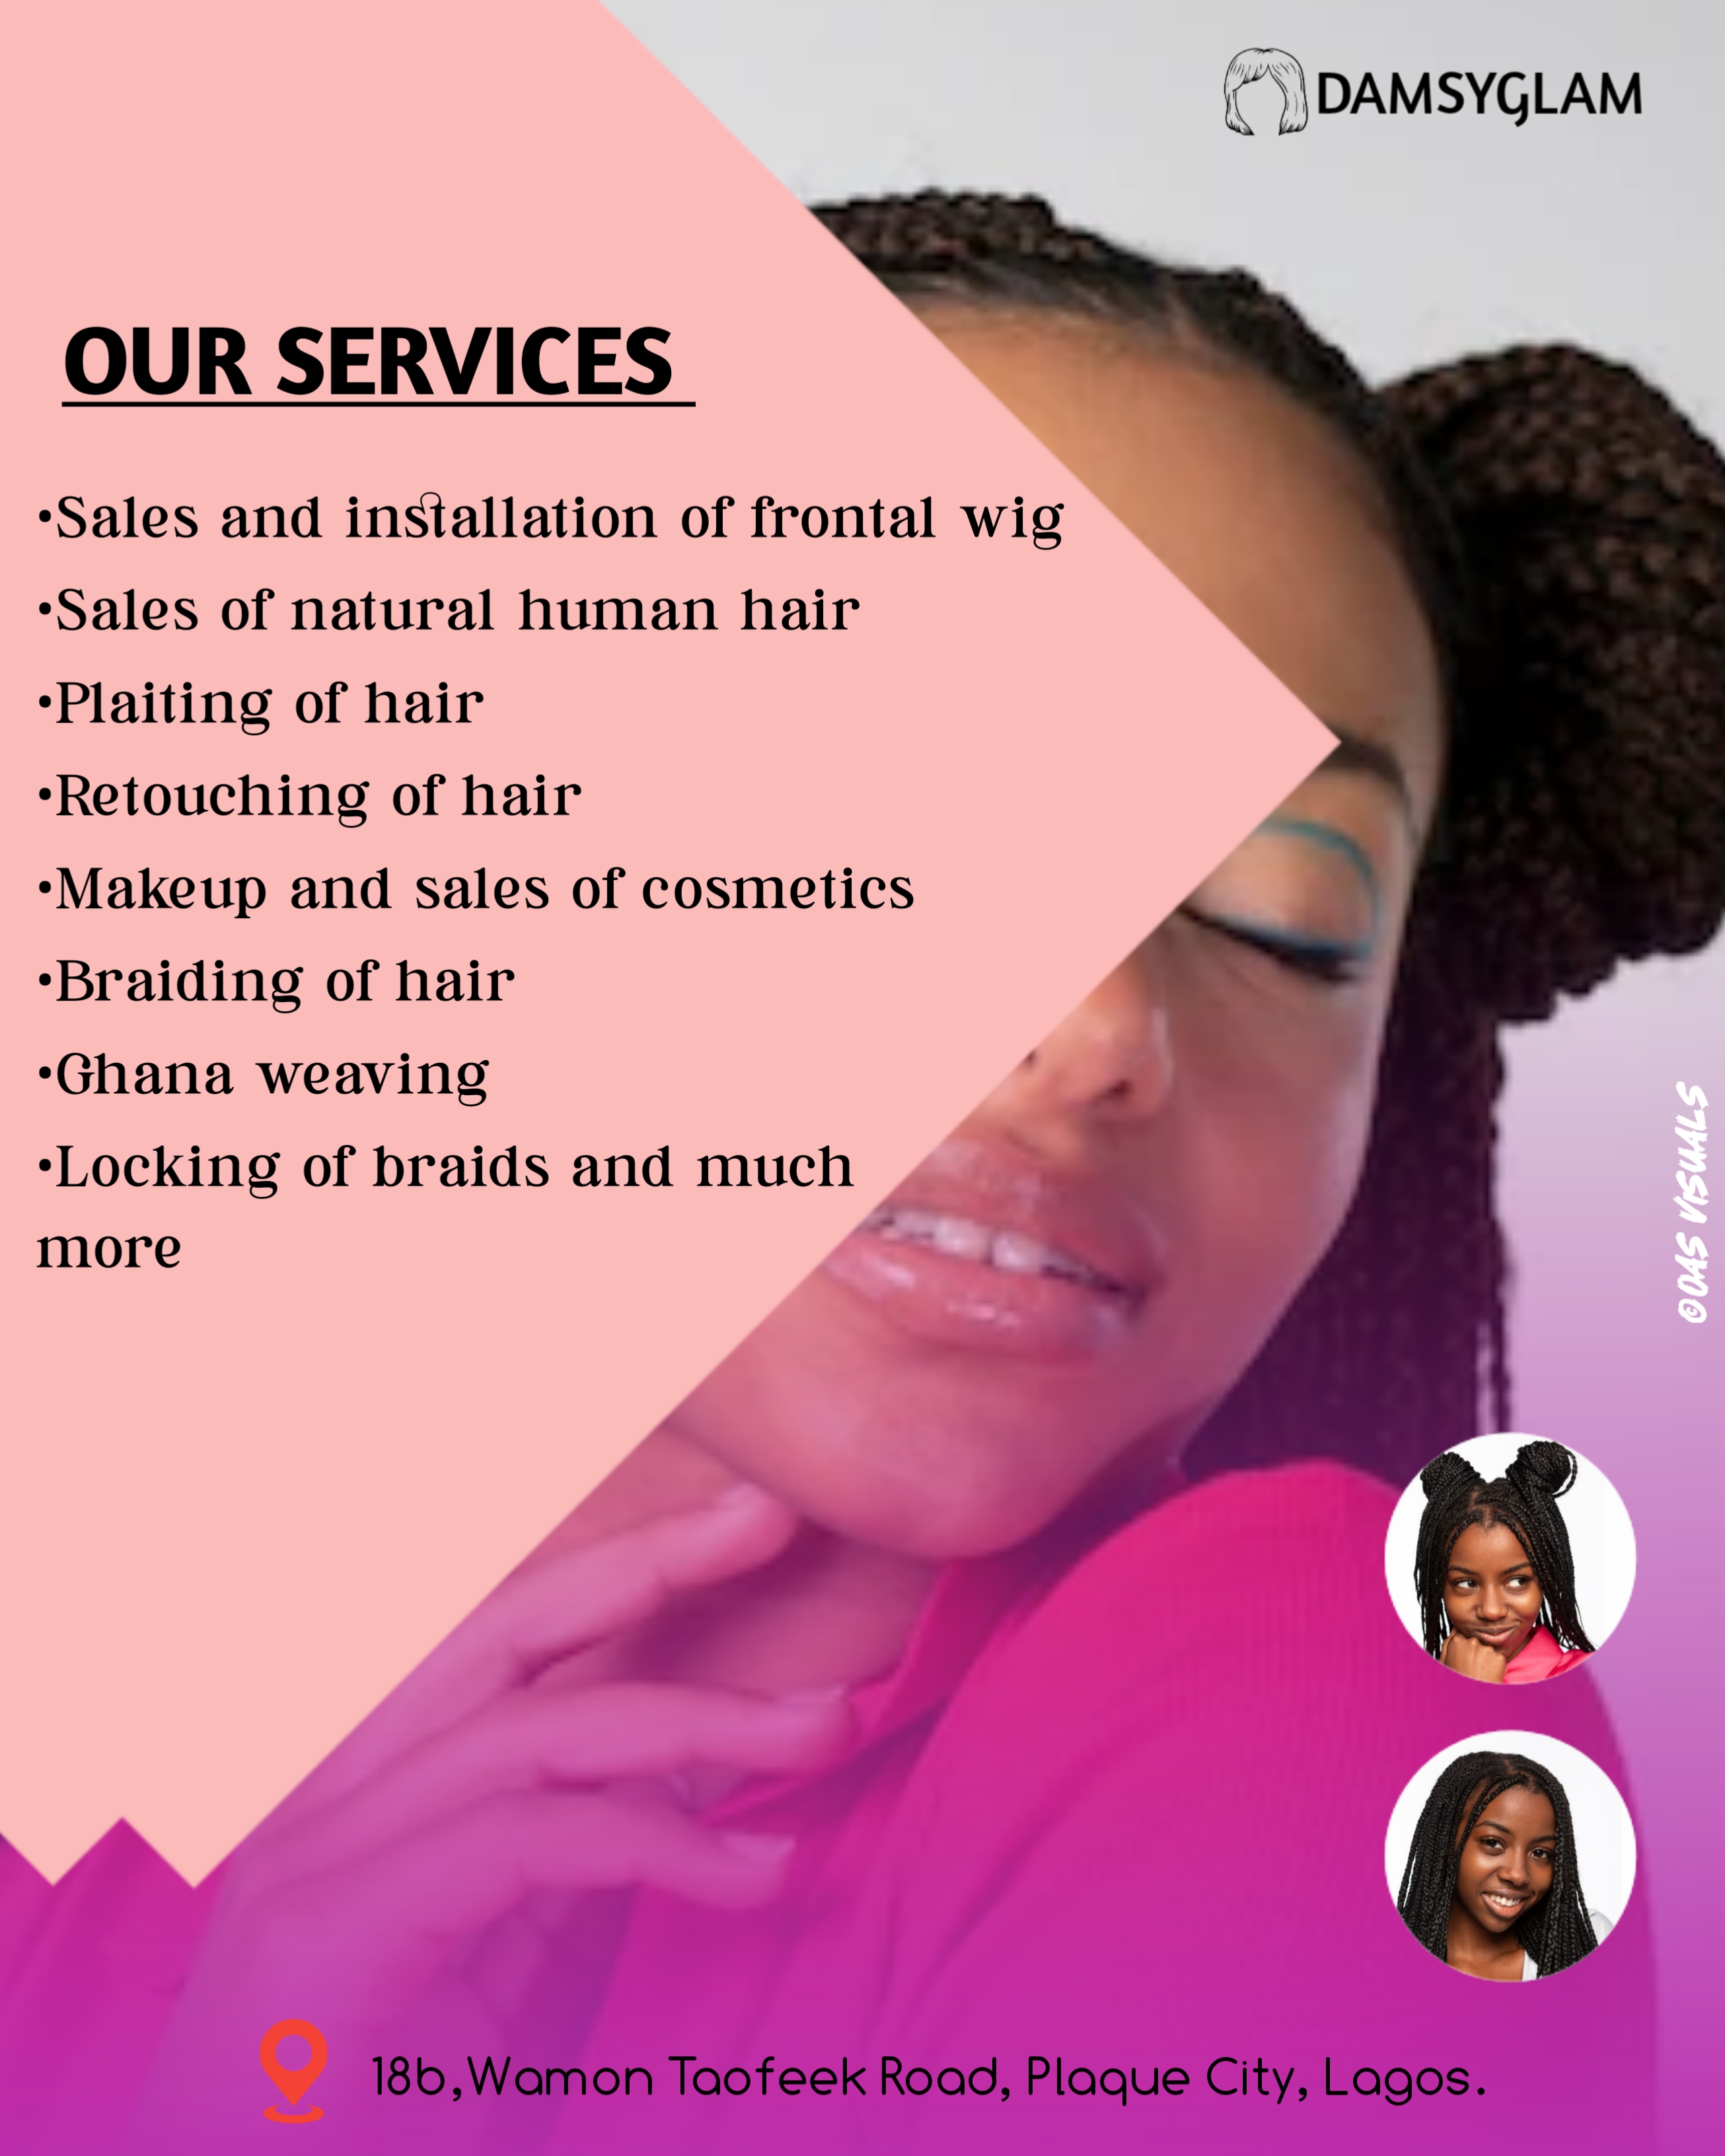 DAMSYGLAM
OUR SERVICES
•Sales and installation of frontal wig
•Sales of natural human hair
•Plaiting of hair
•Retouching of hair
•Makeup and sales of cosmetics
•Braiding of hair
•Ghana weaving
•Locking of braids and much
more
©OAS VISUALS
18b,Wamon Taofeek Road, Plaque City, Lagos.